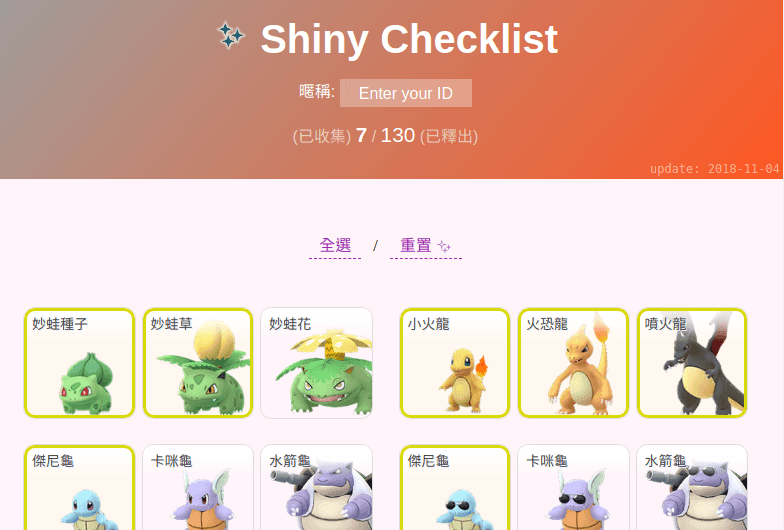 Shiny Checklist
暱稱: Enter your ID
(已收集) 7 / 130 (已釋出)
update: 2018-11-04
全選 / 重置
妙蛙種子 妙蛙草 妙蛙花 小火龍 火恐龍 噴火龍
傑尼龜 卡咪龜 水箭龜 傑尼龜 卡咪龜 水箭龜